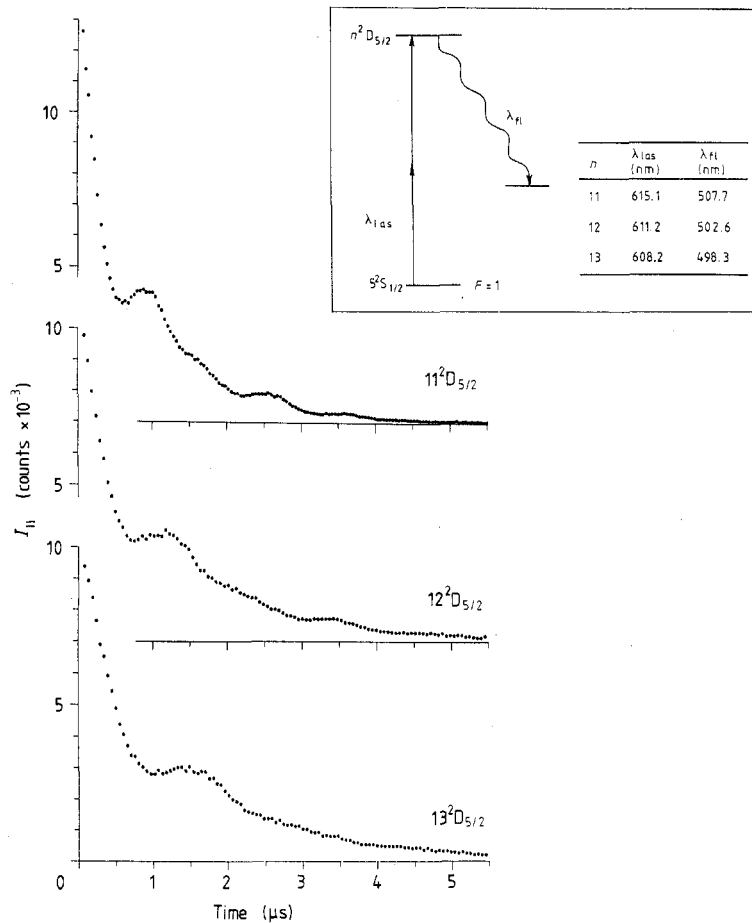 n²D₅/₂
λfl
λlas
5²S₁/₂ F = 1
n λlas (nm) λfl (nm)
11 615.1 507.7
12 611.2 502.6
13 608.2 498.3
I∥ (counts ×10⁻³)
10
5
11²D₅/₂
10
5
12²D₅/₂
10
5
13²D₅/₂
0 1 2 3 4 5
Time (μs)